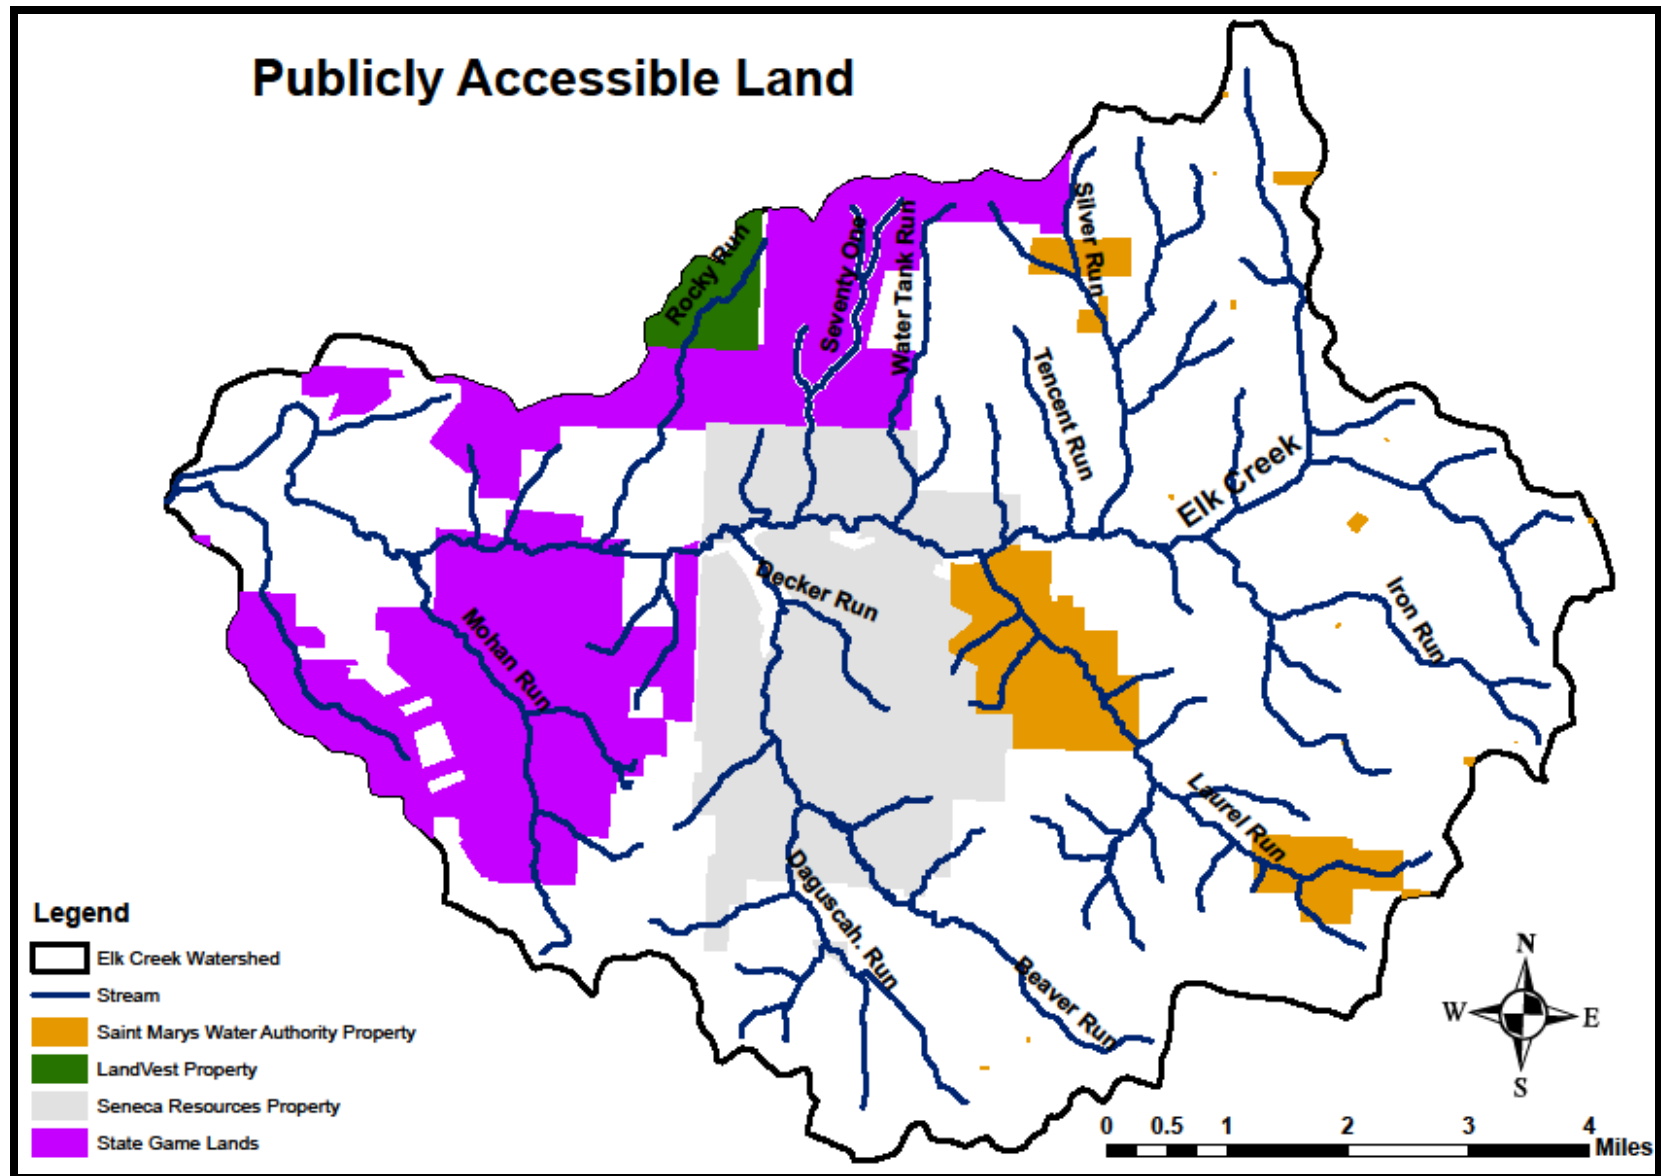 Publicly Accessible Land
Rocky Run
Seventy One
Water Tank Run
Silver Run
Tencent Run
Elk Creek
Decker Run
Mohan Run
Iron Run
Laurel Run
Daguscah. Run
Beaver Run
Legend
Elk Creek Watershed
Stream
Saint Marys Water Authority Property
LandVest Property
Seneca Resources Property
State Game Lands
N
W E
S
0 0.5 1 2 3 4
Miles